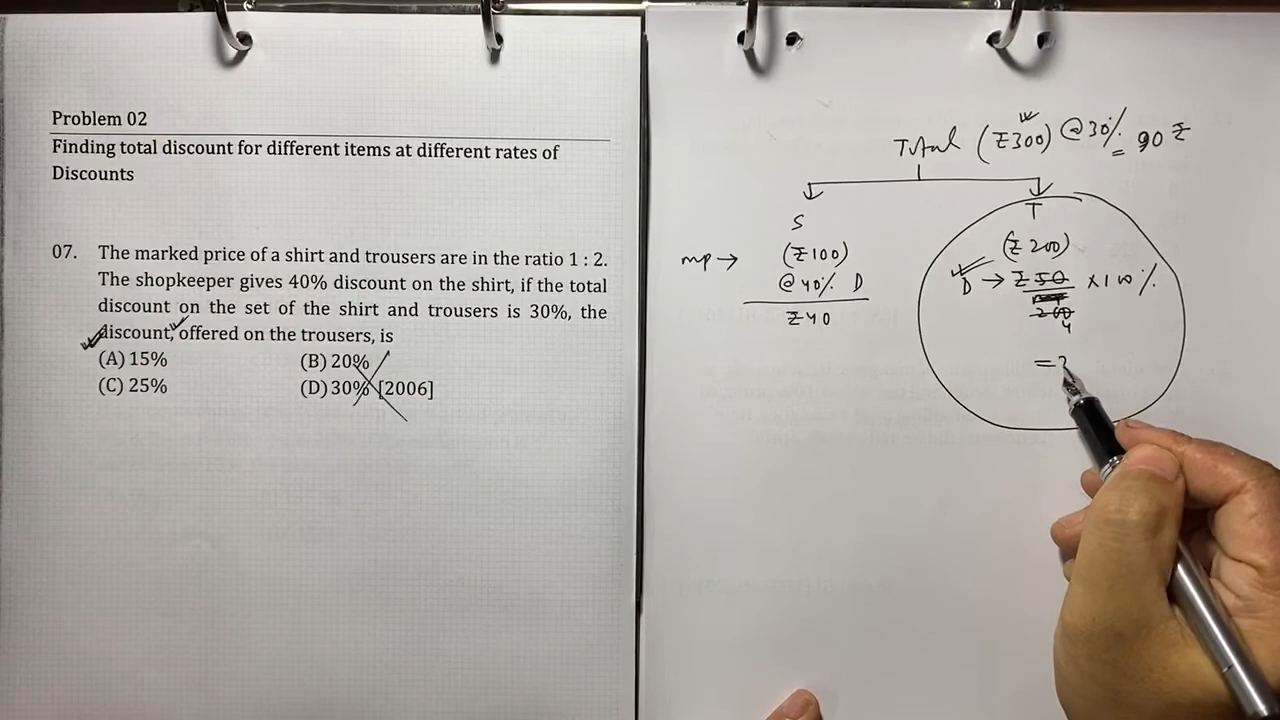 Problem 02
Finding total discount for different items at different rates of
Discounts
07. The marked price of a shirt and trousers are in the ratio 1 : 2.
The shopkeeper gives 40% discount on the shirt, if the total
discount on the set of the shirt and trousers is 30%, the
discount, offered on the trousers, is
(A) 15% (B) 20%
(C) 25% (D) 30% [2006]
Total (₹300) @30% = 90 ₹
S T
mp → (₹100) (₹200)
@40% D D → ₹50 × 100%
₹40 200
4
= 2